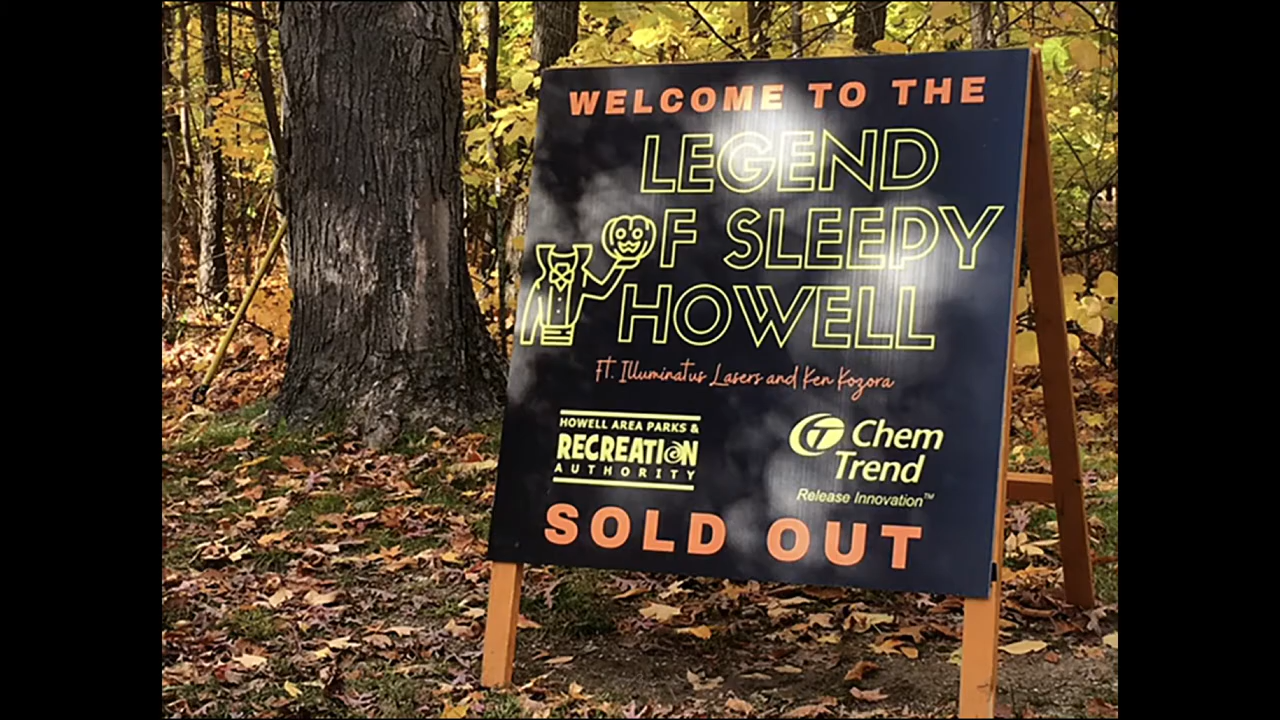 WELCOME TO THE
LEGEND
OF SLEEPY
HOWELL
FT. Illuminatus Lasers and Ken Kozora
HOWELL AREA PARKS &
RECREATION
AUTHORITY
Chem
Trend
Release Innovation™
SOLD OUT